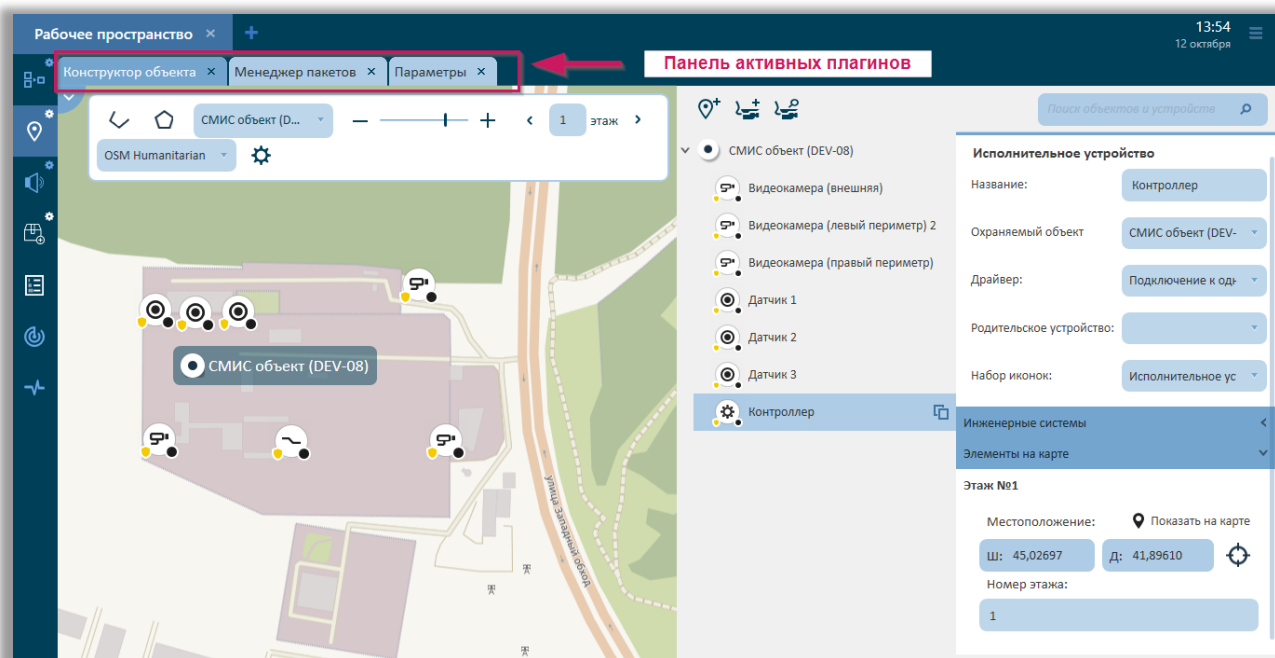 Рабочее пространство
13:54
12 октября
Конструктор объекта
Менеджер пакетов
Параметры
Панель активных плагинов
СМИС объект (D...
1
этаж
OSM Humanitarian
СМИС объект (DEV-08)
улица Западный обход
Поиск объектов и устройств
СМИС объект (DEV-08)
Видеокамера (внешняя)
Видеокамера (левый периметр) 2
Видеокамера (правый периметр)
Датчик 1
Датчик 2
Датчик 3
Контроллер
Исполнительное устройство
Название:
Контроллер
Охраняемый объект
СМИС объект (DEV-
Драйвер:
Подключение к одн
Родительское устройство:
Набор иконок:
Исполнительное ус
Инженерные системы
Элементы на карте
Этаж №1
Местоположение:
Показать на карте
Ш: 45,02697
Д: 41,89610
Номер этажа:
1